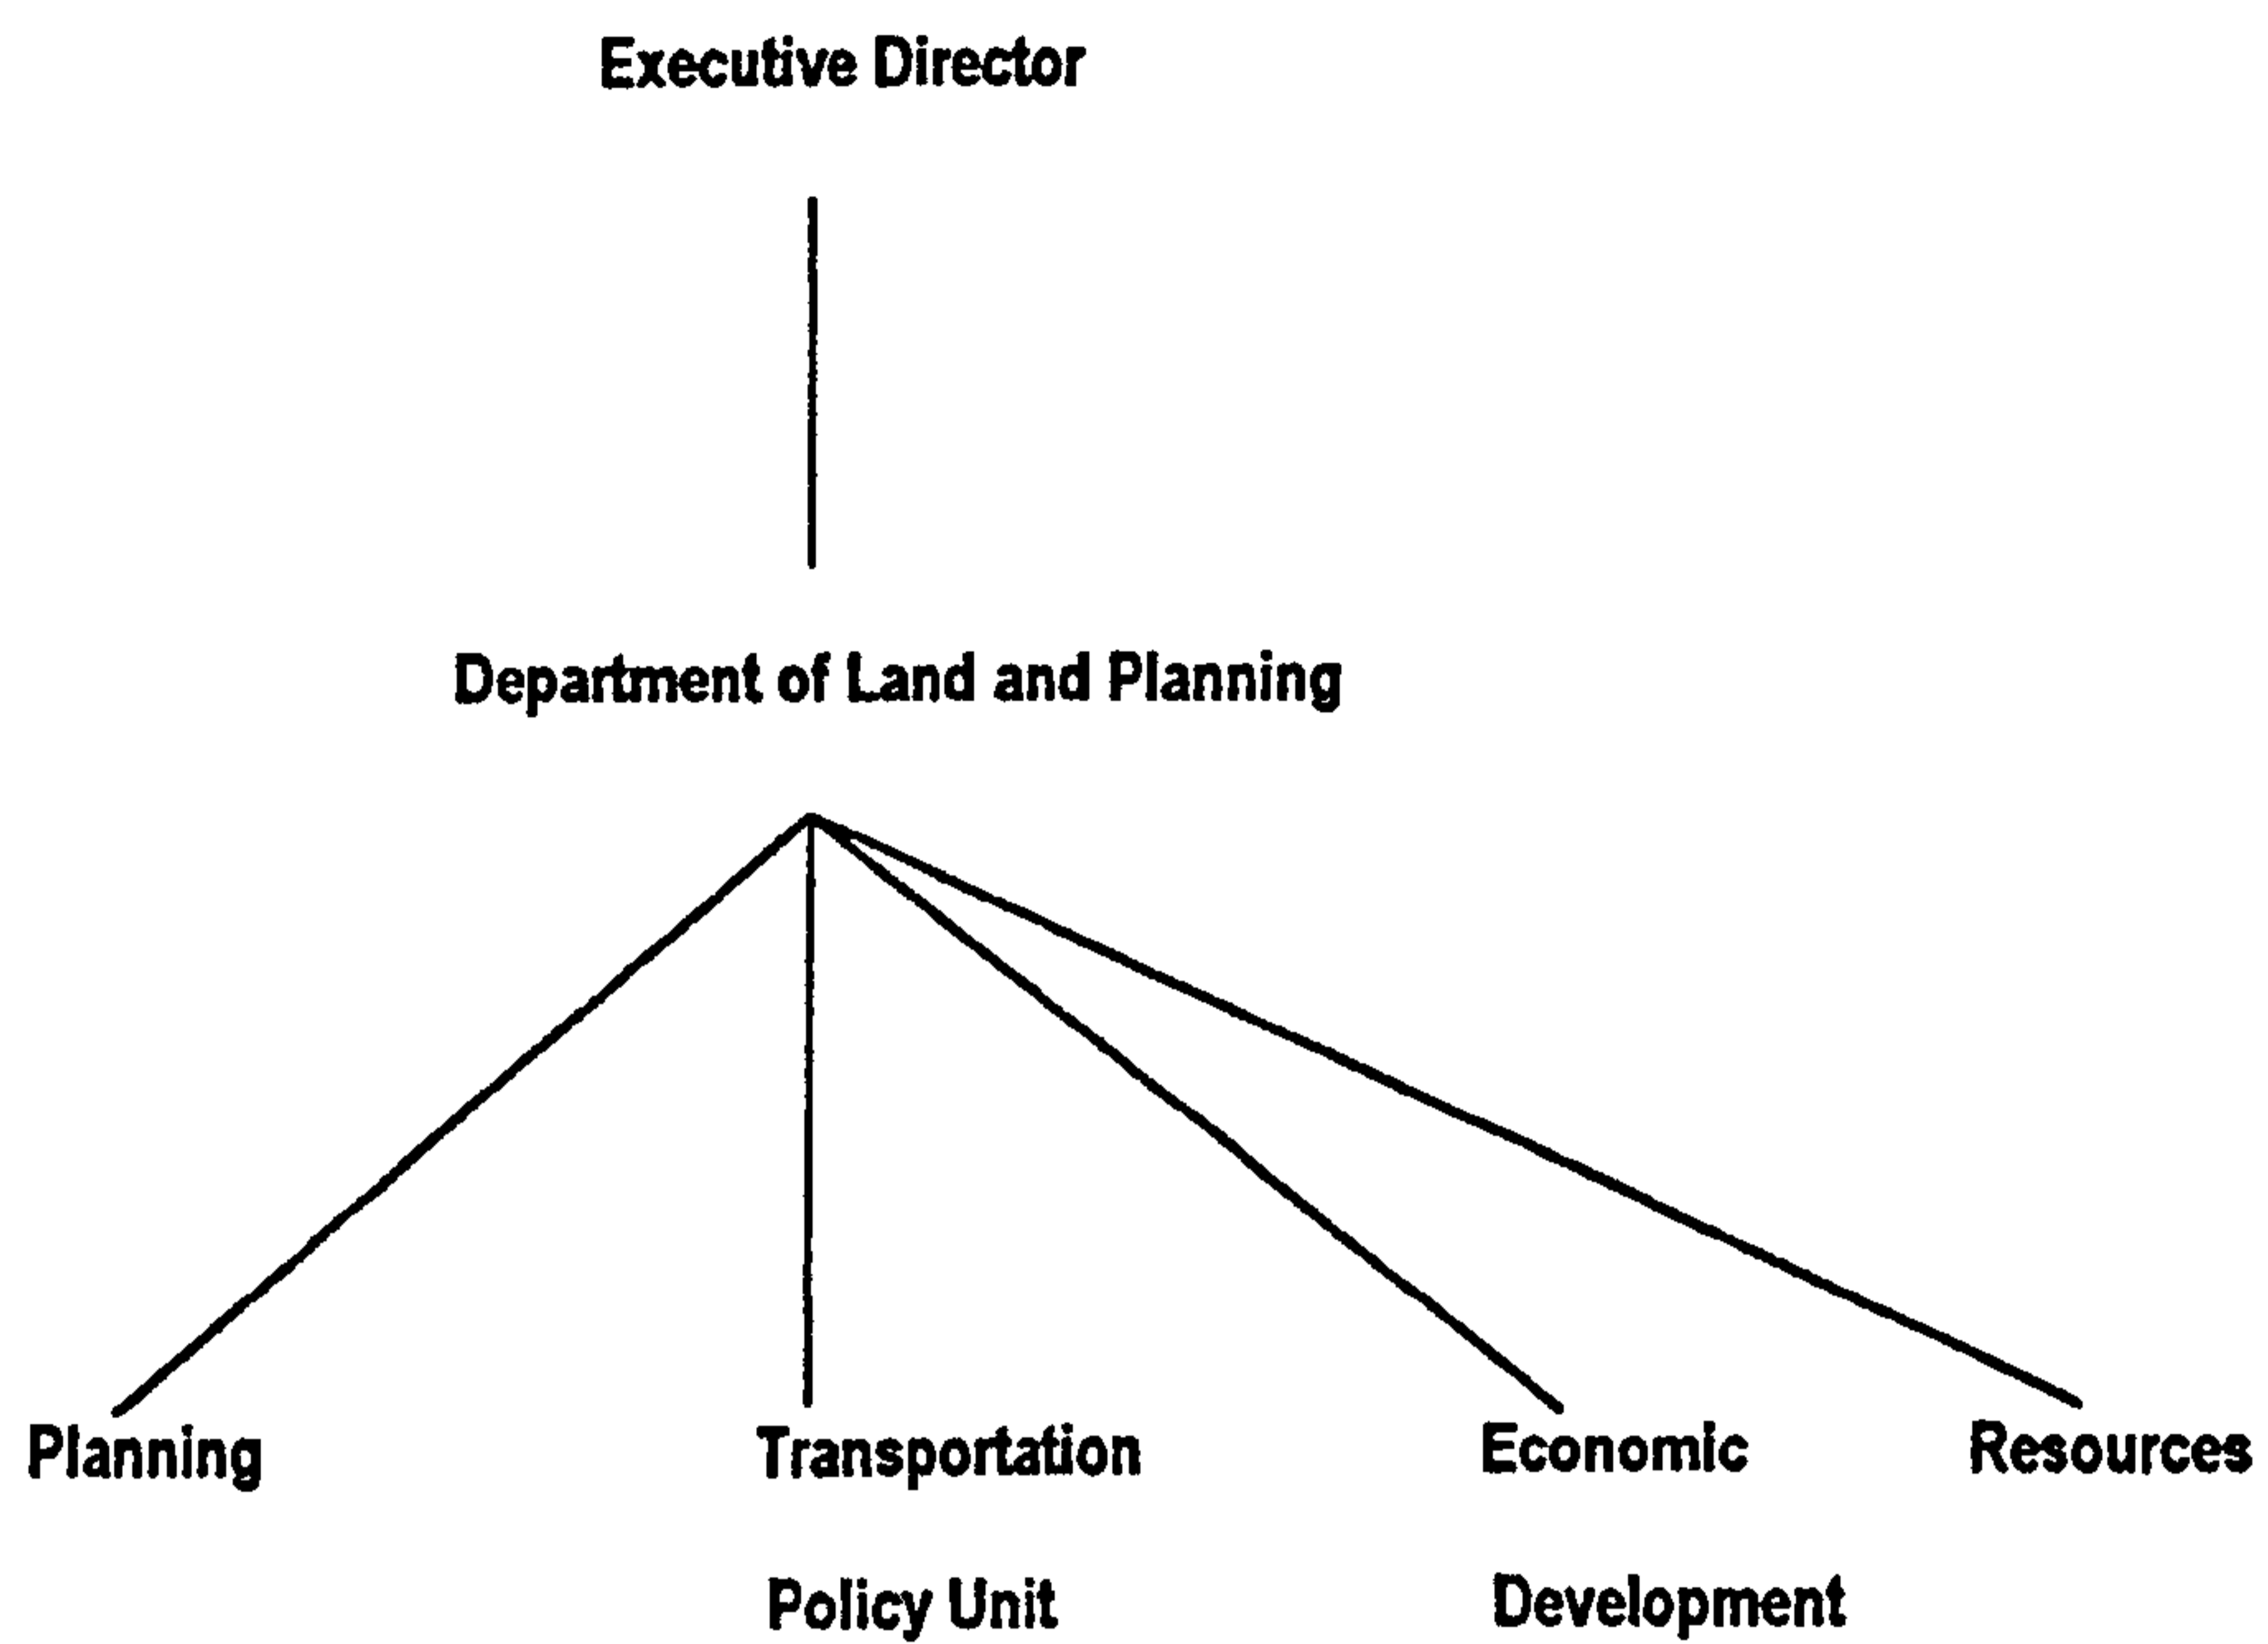 Executive Director
Department of Land and Planning
Planning
Transportation
Economic
Resources
Policy Unit
Development